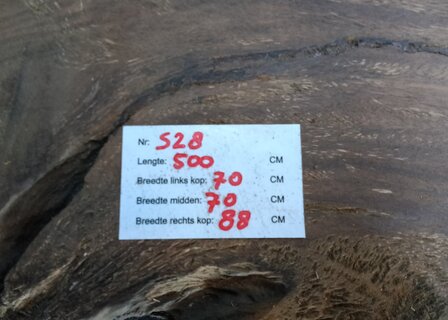 Nr: S28
Lengte: 500 CM
Breedte links kop: 70 CM
Breedte midden: 70 CM
Breedte rechts kop: 88 CM